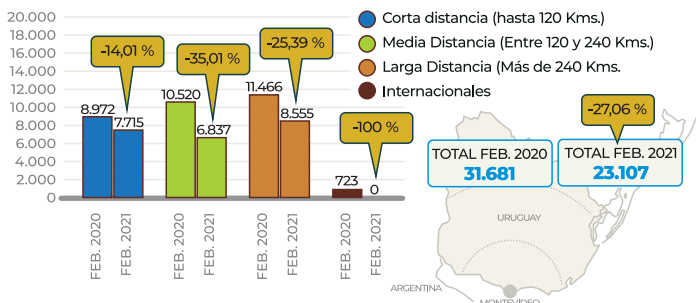 20.000
18.000
16.000
14.000
12.000
10.000
8.000
6.000
4.000
2.000
0
-14,01 %
-35,01 %
-25,39 %
-100 %
8.972
7.715
10.520
6.837
11.466
8.555
723
0
FEB. 2020
FEB. 2021
FEB. 2020
FEB. 2021
FEB. 2020
FEB. 2021
FEB. 2020
FEB. 2021
Corta distancia (hasta 120 Kms.)
Media Distancia (Entre 120 y 240 Kms.)
Larga Distancia (Más de 240 Kms.
Internacionales
-27,06 %
TOTAL FEB. 2020
31.681
TOTAL FEB. 2021
23.107
URUGUAY
ARGENTINA
MONTEVIDEO